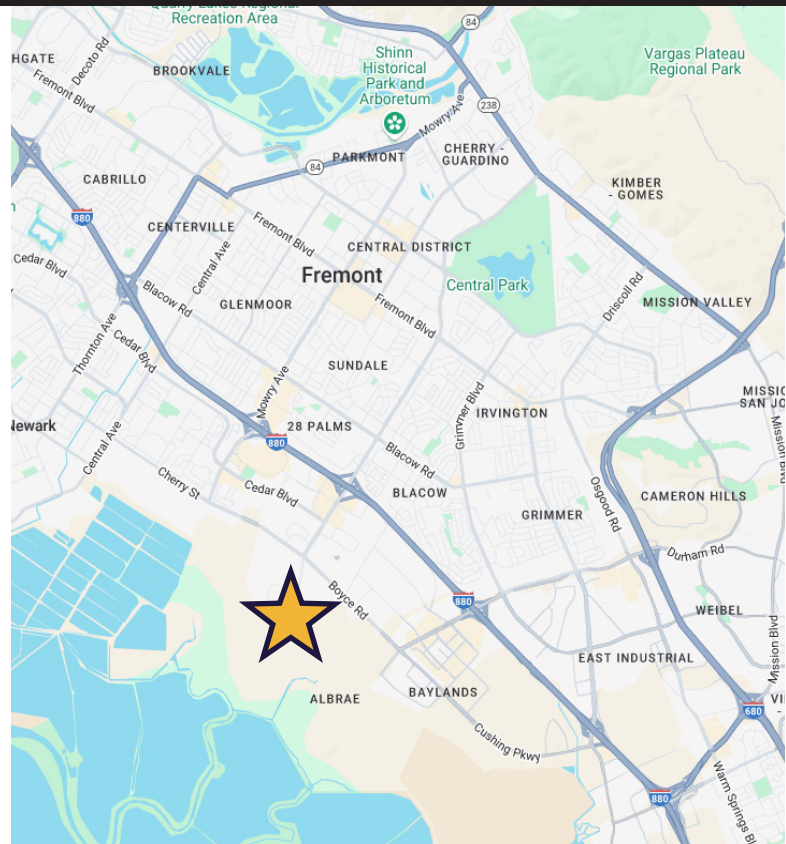 Quarry Lakes Regional
Recreation Area
84
Shinn
Historical
Park and
Arboretum
Vargas Plateau
Regional Park
HGATE
Decoto Rd
BROOKVALE
Fremont Blvd
Mowry Ave
238
PARKMONT
84
CHERRY -
GUARDINO
CABRILLO
KIMBER
- GOMES
880
CENTERVILLE
Fremont Blvd
Central Ave
CENTRAL DISTRICT
Cedar Blvd
Fremont
Central Park
Driscoll Rd
Blacow Rd
GLENMOOR
Fremont Blvd
MISSION VALLEY
Thornton Ave
Cedar Blvd
SUNDALE
Mowry Ave
Grimmer Blvd
MISSIO
SAN JO
IRVINGTON
lewark
28 PALMS
880
Mission Blvd
Central Ave
Blacow Rd
Cherry St
Cedar Blvd
BLACOW
Osgood Rd
CAMERON HILLS
GRIMMER
Durham Rd
Boyce Rd
880
WEIBEL
Mission Blvd
EAST INDUSTRIAL
ALBRAE
BAYLANDS
VI
-
680
Cushing Pkwy
880
Warm Springs Bl